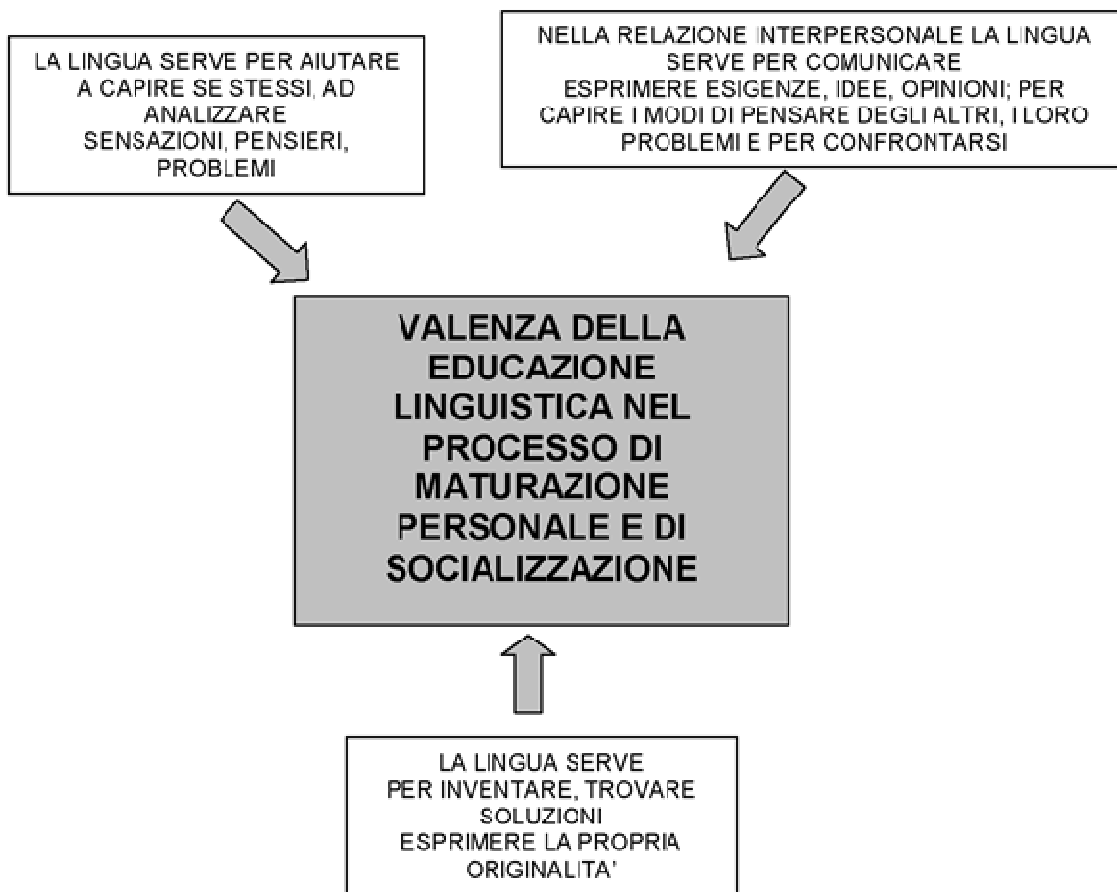 LA LINGUA SERVE PER AIUTARE
A CAPIRE SE STESSI, AD
ANALIZZARE
SENSAZIONI, PENSIERI,
PROBLEMI
NELLA RELAZIONE INTERPERSONALE LA LINGUA
SERVE PER COMUNICARE
ESPRIMERE ESIGENZE, IDEE, OPINIONI; PER
CAPIRE I MODI DI PENSARE DEGLI ALTRI, I LORO
PROBLEMI E PER CONFRONTARSI
VALENZA DELLA
EDUCAZIONE
LINGUISTICA NEL
PROCESSO DI
MATURAZIONE
PERSONALE E DI
SOCIALIZZAZIONE
LA LINGUA SERVE
PER INVENTARE, TROVARE
SOLUZIONI
ESPRIMERE LA PROPRIA
ORIGINALITA'